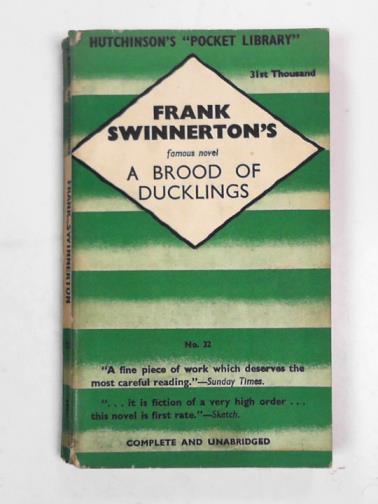 HUTCHINSON'S "POCKET LIBRARY"
31st Thousand
FRANK
SWINNERTON'S
famous novel
A BROOD OF
DUCKLINGS
No. 32
"A fine piece of work which deserves the
most careful reading."—Sunday Times.
". . . it is fiction of a very high order . . .
this novel is first rate."—Sketch.
COMPLETE AND UNABRIDGED
FRANK SWINNERTON